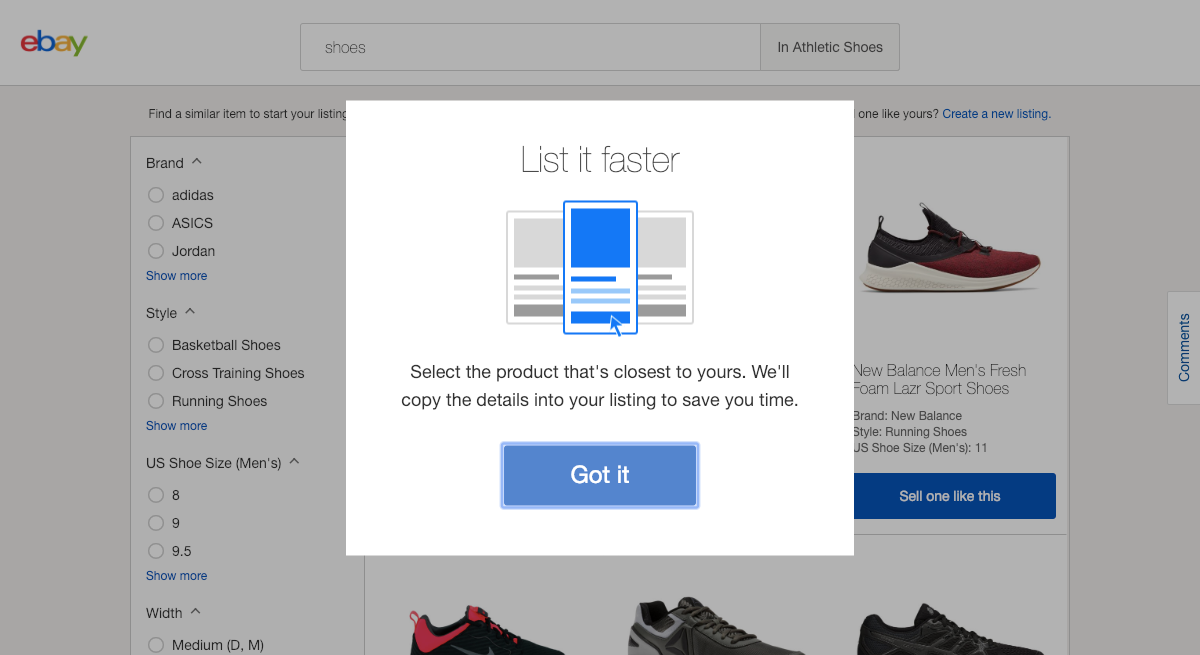 ebay
shoes
In Athletic Shoes
Find a similar item to start your listing
one like yours? Create a new listing.
Brand
adidas
ASICS
Jordan
Show more
Style
Basketball Shoes
Cross Training Shoes
Running Shoes
Show more
US Shoe Size (Men's)
8
9
9.5
Show more
Width
Medium (D, M)
List it faster
Select the product that's closest to yours. We'll
copy the details into your listing to save you time.
Got it
New Balance Men's Fresh
Foam Lazr Sport Shoes
Brand: New Balance
Style: Running Shoes
US Shoe Size (Men's): 11
Sell one like this
Comments